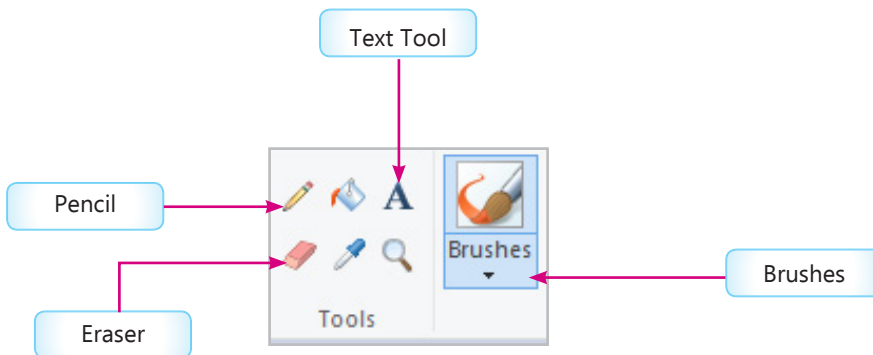 Text Tool
Pencil
A
Brushes
Brushes
Tools
Eraser